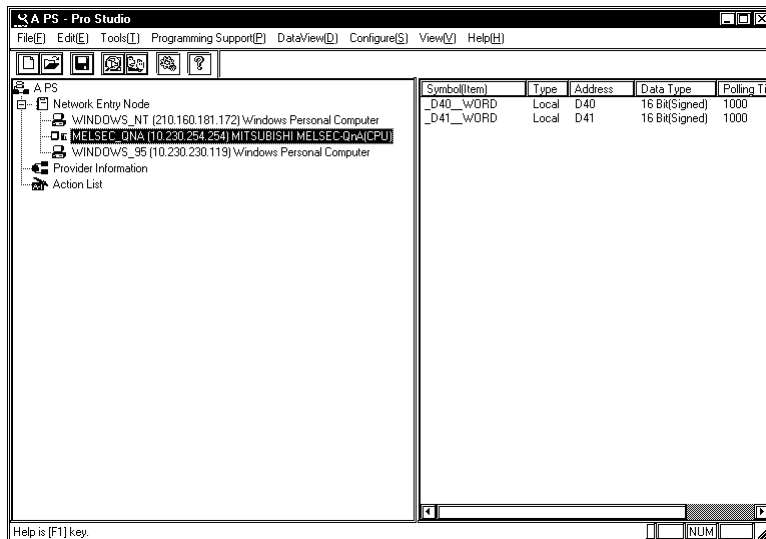 A PS - Pro Studio
File(F) Edit(E) Tools(T) Programming Support(P) DataView(D) Configure(S) View(V) Help(H)
A PS
Network Entry Node
WINDOWS_NT (210.160.181.172) Windows Personal Computer
MELSEC_QNA (10.230.254.254) MITSUBISHI MELSEC-QnA(CPU)
WINDOWS_95 (10.230.230.119) Windows Personal Computer
Provider Information
Action List
Symbol(Item) Type Address Data Type Polling Ti
_D40__WORD Local D40 16 Bit(Signed) 1000
_D41__WORD Local D41 16 Bit(Signed) 1000
Help is [F1] key.
NUM